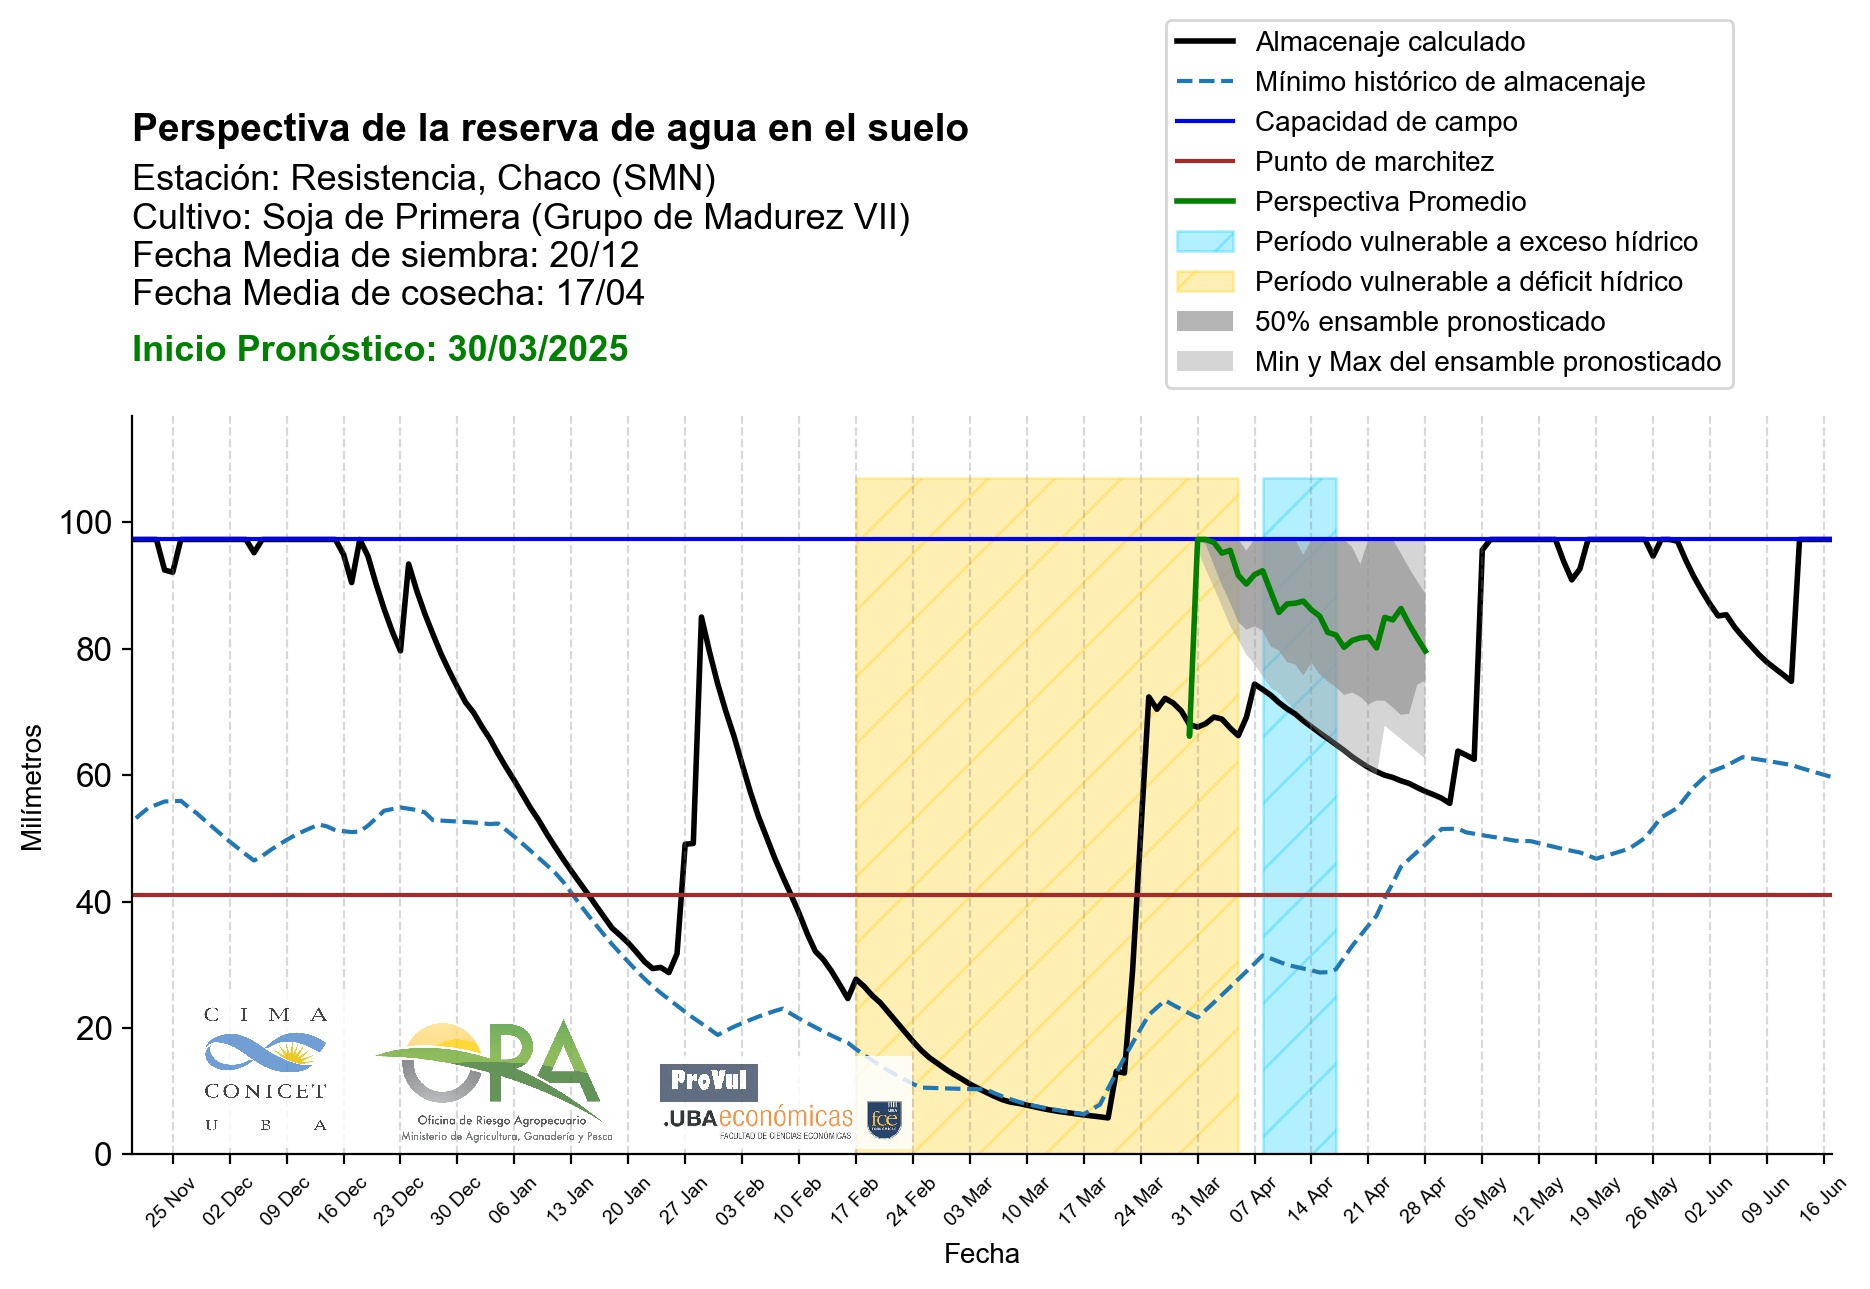 Almacenaje calculado
Mínimo histórico de almacenaje
Capacidad de campo
Punto de marchitez
Perspectiva Promedio
Período vulnerable a exceso hídrico
Período vulnerable a déficit hídrico
50% ensamble pronosticado
Min y Max del ensamble pronosticado
Perspectiva de la reserva de agua en el suelo
Estación: Resistencia, Chaco (SMN)
Cultivo: Soja de Primera (Grupo de Madurez VII)
Fecha Media de siembra: 20/12
Fecha Media de cosecha: 17/04
Inicio Pronóstico: 30/03/2025
Milímetros
100
80
60
40
20
0
C I M A
CONICET
U B A
OPA
Oficina de Riesgo Agropecuario
Ministerio de Agricultura, Ganadería y Pesca
ProVul
.UBAeconómicas
FACULTAD DE CIENCIAS ECONÓMICAS
UBA
fce
ECONÓMICAS
25 Nov
02 Dec
09 Dec
16 Dec
23 Dec
30 Dec
06 Jan
13 Jan
20 Jan
27 Jan
03 Feb
10 Feb
17 Feb
24 Feb
03 Mar
10 Mar
17 Mar
24 Mar
31 Mar
07 Apr
14 Apr
21 Apr
28 Apr
05 May
12 May
19 May
26 May
02 Jun
09 Jun
16 Jun
Fecha